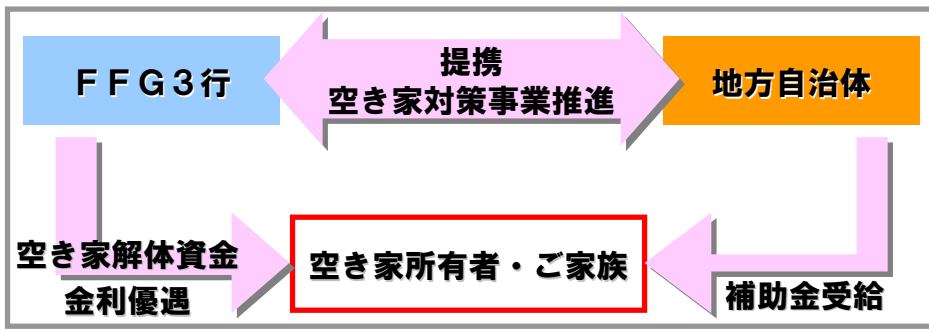 ＦＦＧ３行
提携
空き家対策事業推進
地方自治体
空き家解体資金
金利優遇
空き家所有者・ご家族
補助金受給